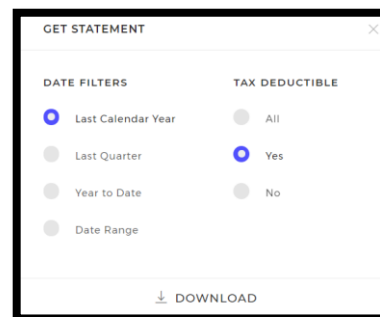 GET STATEMENT
DATE FILTERS
Last Calendar Year
Last Quarter
Year to Date
Date Range
TAX DEDUCTIBLE
All
Yes
No
DOWNLOAD